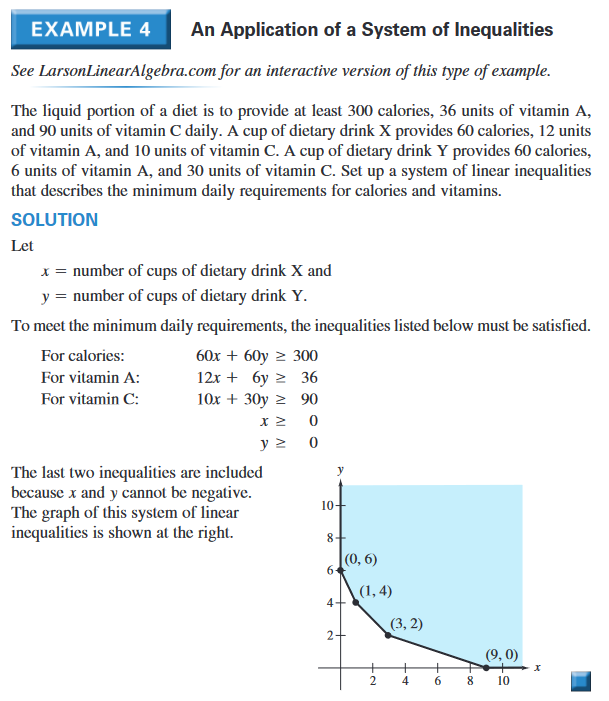 EXAMPLE 4 An Application of a System of Inequalities
See LarsonLinearAlgebra.com for an interactive version of this type of example.
The liquid portion of a diet is to provide at least 300 calories, 36 units of vitamin A,
and 90 units of vitamin C daily. A cup of dietary drink X provides 60 calories, 12 units
of vitamin A, and 10 units of vitamin C. A cup of dietary drink Y provides 60 calories,
6 units of vitamin A, and 30 units of vitamin C. Set up a system of linear inequalities
that describes the minimum daily requirements for calories and vitamins.
SOLUTION
Let
x = number of cups of dietary drink X and
y = number of cups of dietary drink Y.
To meet the minimum daily requirements, the inequalities listed below must be satisfied.
For calories: 60x + 60y ≥ 300
For vitamin A: 12x + 6y ≥ 36
For vitamin C: 10x + 30y ≥ 90
x ≥ 0
y ≥ 0
The last two inequalities are included
because x and y cannot be negative.
The graph of this system of linear
inequalities is shown at the right.
y
10
8
(0, 6)
6
(1, 4)
4
(3, 2)
2
(9, 0)
x
2 4 6 8 10